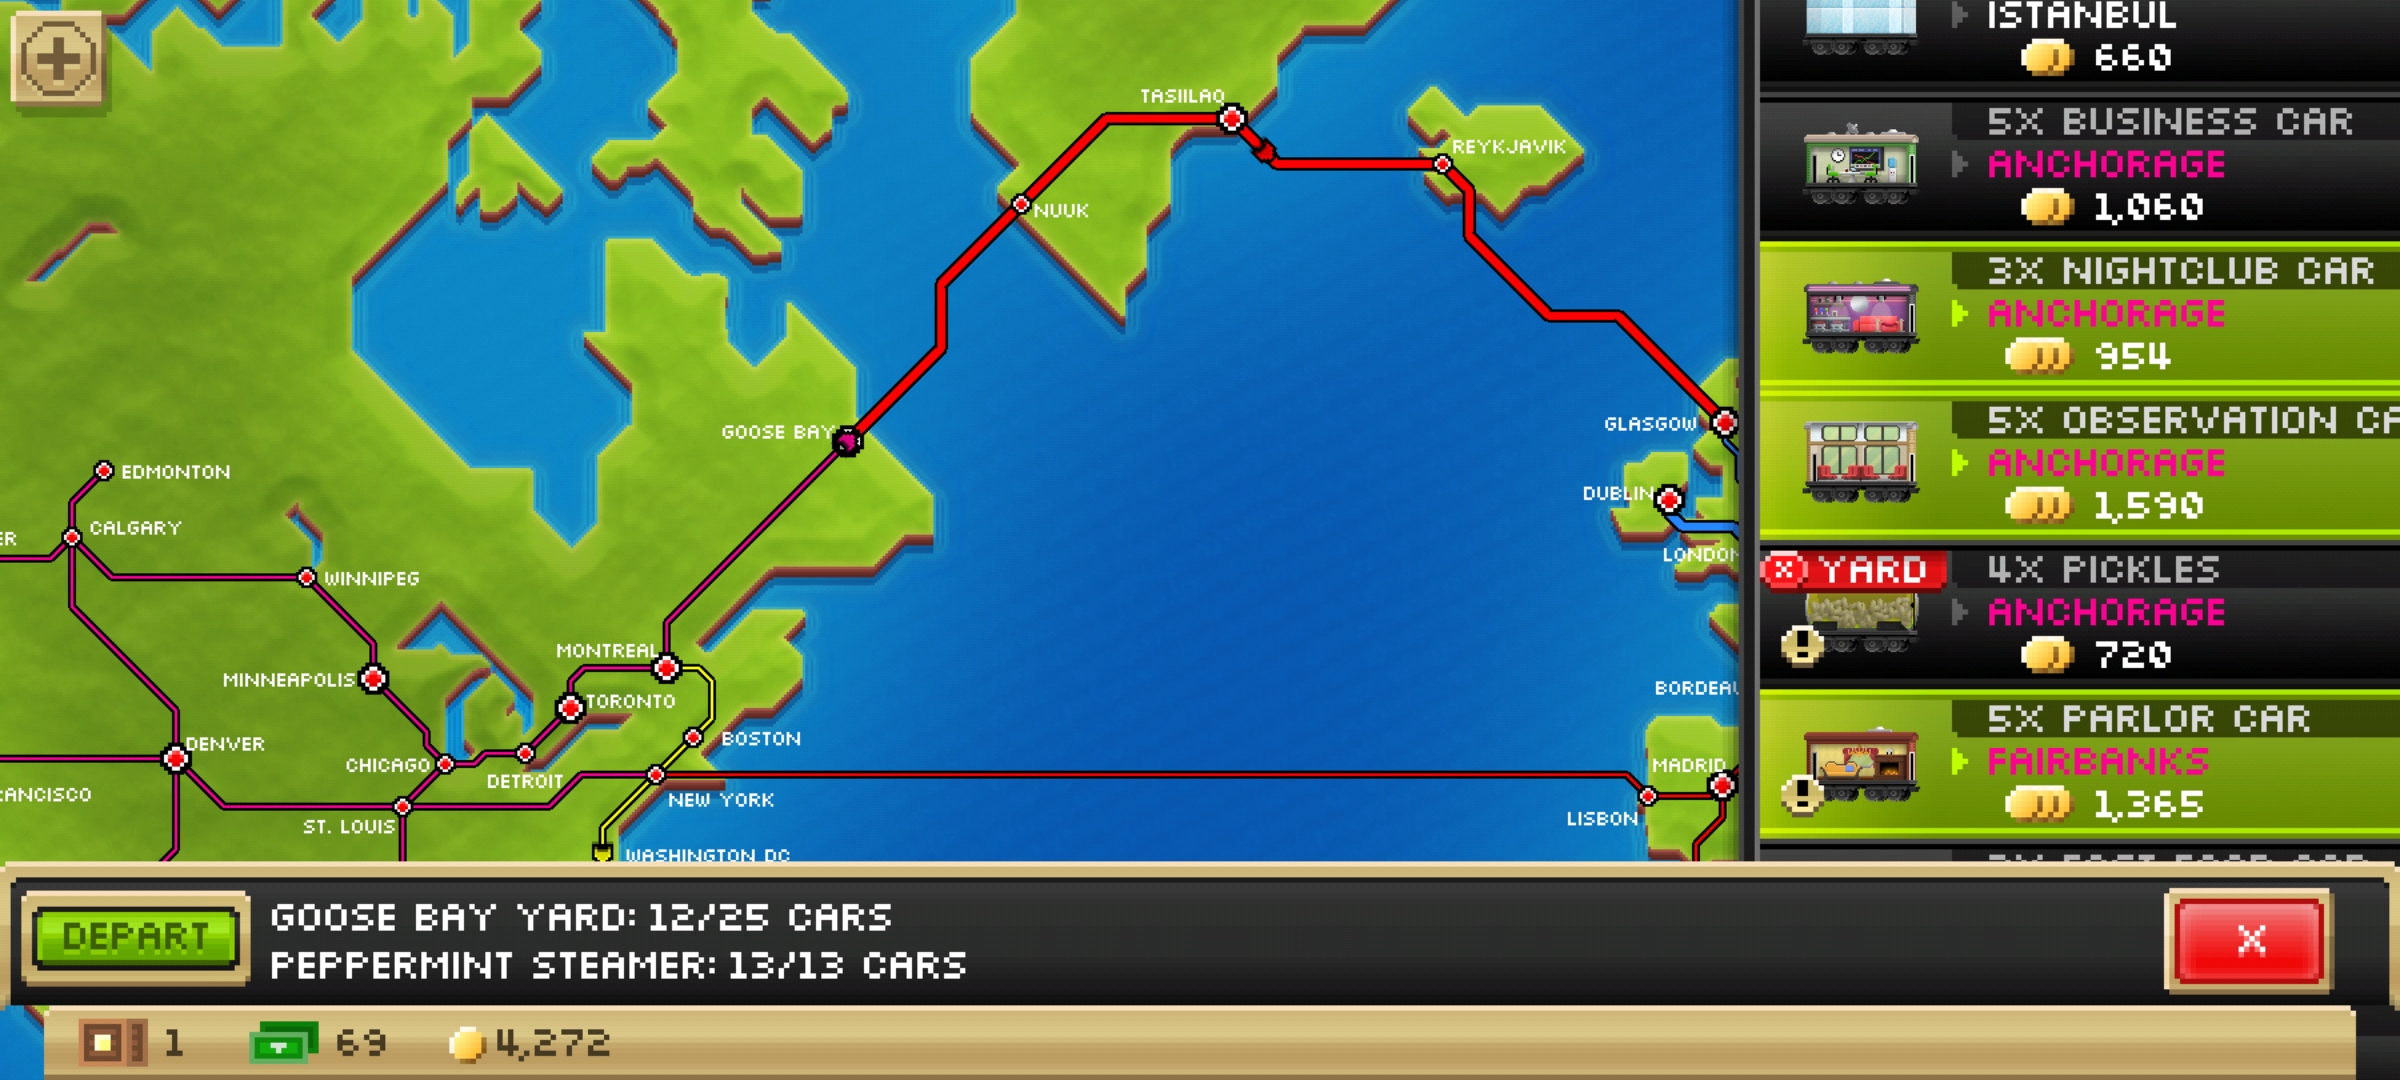 TASIILAQ
REYKJAVIK
NUUK
GOOSE BAY
GLASGOW
DUBLIN
LONDON
EDMONTON
CALGARY
ER
WINNIPEG
MONTREAL
MINNEAPOLIS
TORONTO
BORDEAU
BOSTON
DENVER
CHICAGO
DETROIT
MADRID
RANCISCO
NEW YORK
LISBON
ST. LOUIS
WASHINGTON DC
ISTANBUL
660
5X BUSINESS CAR
ANCHORAGE
1,060
3X NIGHTCLUB CAR
ANCHORAGE
954
5X OBSERVATION CA
ANCHORAGE
1,590
X YARD
4X PICKLES
ANCHORAGE
720
5X PARLOR CAR
FAIRBANKS
1,365
DEPART
GOOSE BAY YARD: 12/25 CARS
PEPPERMINT STEAMER: 13/13 CARS
X
1
69
4,272